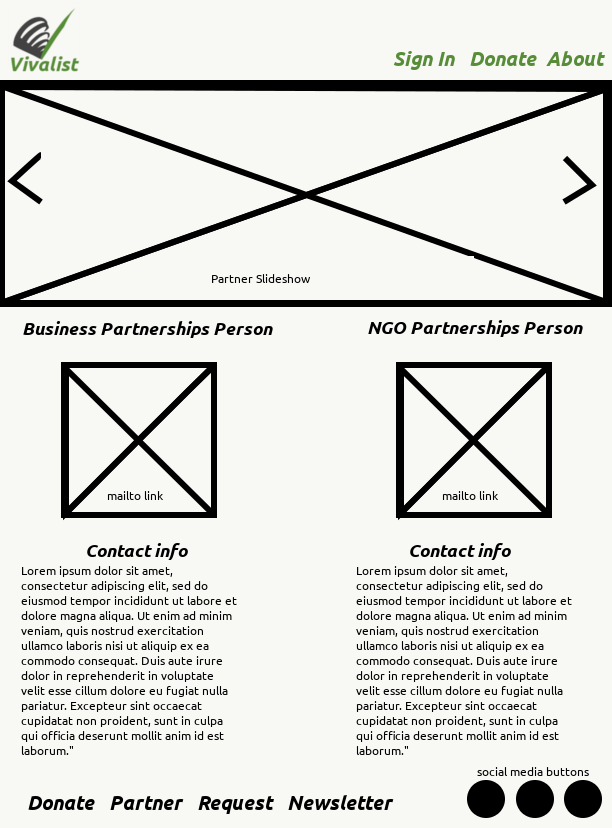 Vivalist
Sign In Donate About
Partner Slideshow
Business Partnerships Person
mailto link
Contact info
Lorem ipsum dolor sit amet,
consectetur adipiscing elit, sed do
eiusmod tempor incididunt ut labore et
dolore magna aliqua. Ut enim ad minim
veniam, quis nostrud exercitation
ullamco laboris nisi ut aliquip ex ea
commodo consequat. Duis aute irure
dolor in reprehenderit in voluptate
velit esse cillum dolore eu fugiat nulla
pariatur. Excepteur sint occaecat
cupidatat non proident, sunt in culpa
qui officia deserunt mollit anim id est
laborum."
NGO Partnerships Person
mailto link
Contact info
Lorem ipsum dolor sit amet,
consectetur adipiscing elit, sed do
eiusmod tempor incididunt ut labore et
dolore magna aliqua. Ut enim ad minim
veniam, quis nostrud exercitation
ullamco laboris nisi ut aliquip ex ea
commodo consequat. Duis aute irure
dolor in reprehenderit in voluptate
velit esse cillum dolore eu fugiat nulla
pariatur. Excepteur sint occaecat
cupidatat non proident, sunt in culpa
qui officia deserunt mollit anim id est
laborum."
social media buttons
Donate Partner Request Newsletter